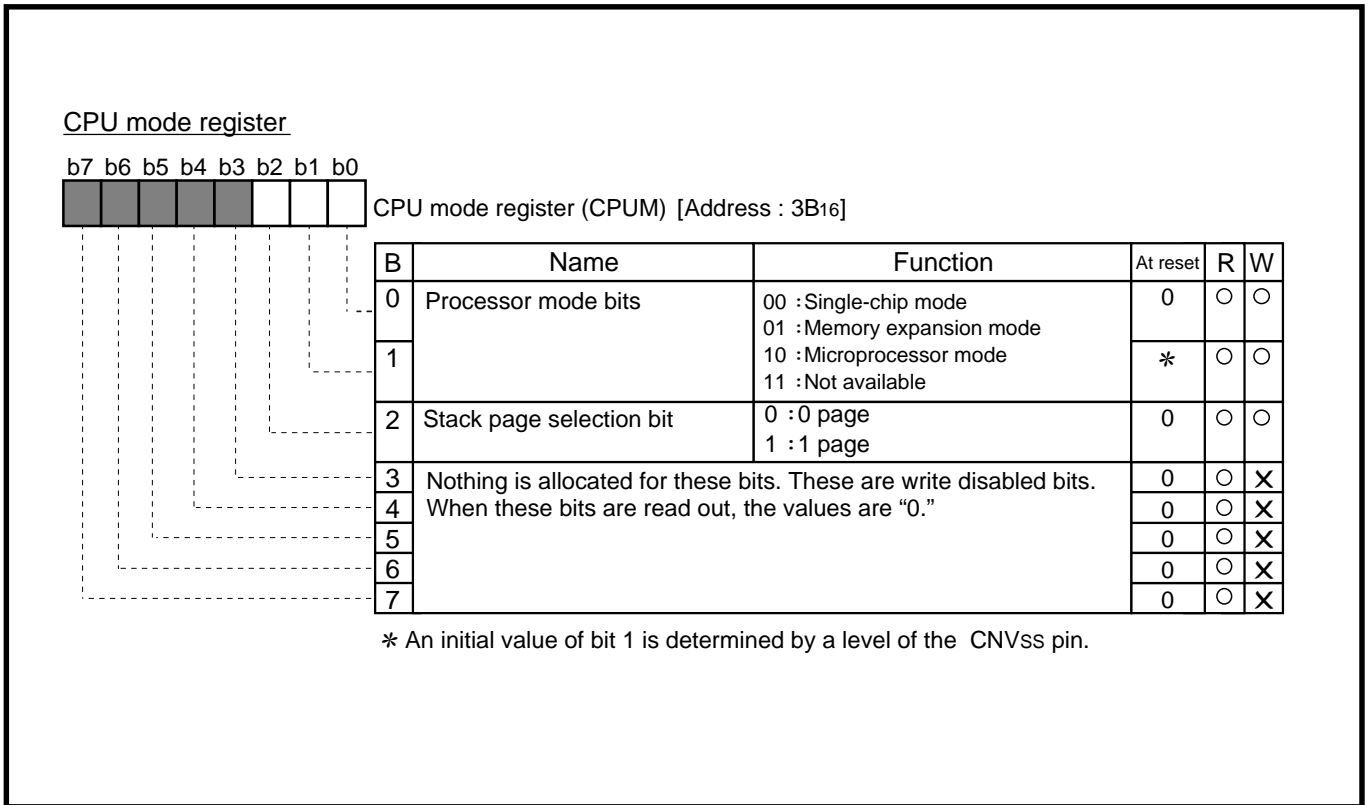 CPU mode register
b7 b6 b5 b4 b3 b2 b1 b0
CPU mode register (CPUM) [Address : 3B16]
B Name Function At reset R W
0 Processor mode bits 00 : Single-chip mode 0 ○ ○
01 : Memory expansion mode
1 10 : Microprocessor mode * ○ ○
11 : Not available
2 Stack page selection bit 0 : 0 page 0 ○ ○
1 : 1 page
3 Nothing is allocated for these bits. These are write disabled bits. 0 ○ ×
4 When these bits are read out, the values are “0.” 0 ○ ×
5 0 ○ ×
6 0 ○ ×
7 0 ○ ×
* An initial value of bit 1 is determined by a level of the CNVSS pin.